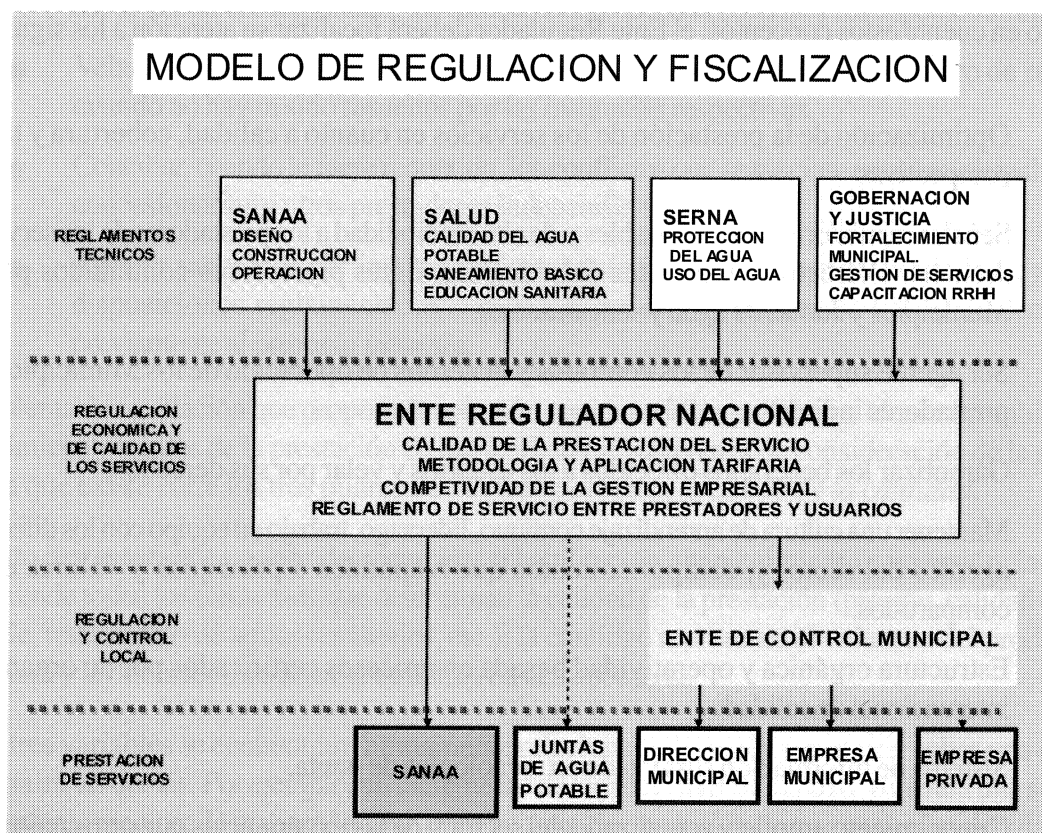 MODELO DE REGULACION Y FISCALIZACION
REGLAMENTOS
TECNICOS
SANAA
DISEÑO
CONSTRUCCION
OPERACION
SALUD
CALIDAD DEL AGUA
POTABLE
SANEAMIENTO BASICO
EDUCACION SANITARIA
SERNA
PROTECCION
DEL AGUA
USO DEL AGUA
GOBERNACION
Y JUSTICIA
FORTALECIMIENTO
MUNICIPAL.
GESTION DE SERVICIOS
CAPACITACION RRHH
REGULACION
ECONOMICA Y
DE CALIDAD DE
LOS SERVICIOS
ENTE REGULADOR NACIONAL
CALIDAD DE LA PRESTACION DEL SERVICIO
METODOLOGIA Y APLICACION TARIFARIA
COMPETIVIDAD DE LA GESTION EMPRESARIAL
REGLAMENTO DE SERVICIO ENTRE PRESTADORES Y USUARIOS
REGULACION
Y CONTROL
LOCAL
ENTE DE CONTROL MUNICIPAL
PRESTACION
DE SERVICIOS
SANAA
JUNTAS
DE AGUA
POTABLE
DIRECCION
MUNICIPAL
EMPRESA
MUNICIPAL
EMPRESA
PRIVADA